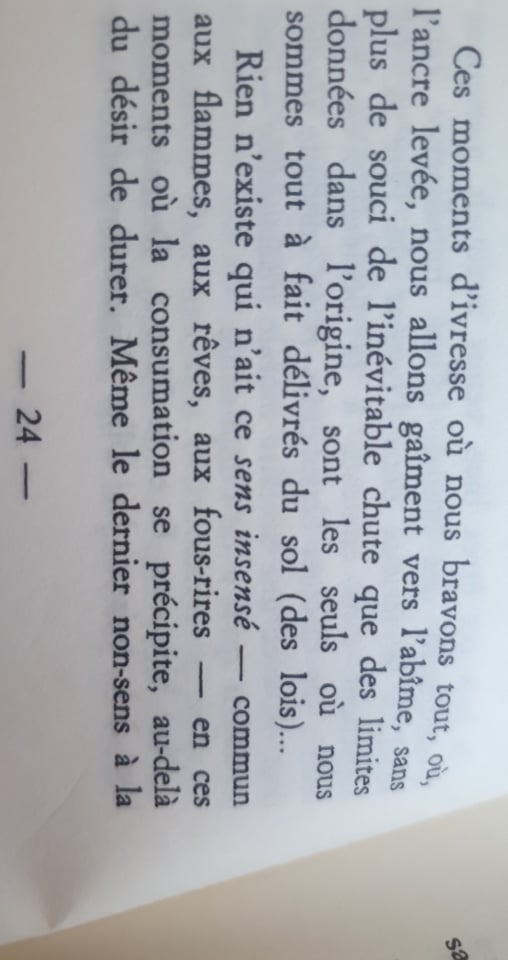 Ces moments d'ivresse où nous bravons tout, où,
l'ancre levée, nous allons gaîment vers l'abîme, sans
plus de souci de l'inévitable chute que des limites
données dans l'origine, sont les seuls où nous
sommes tout à fait délivrés du sol (des lois)...
Rien n'existe qui n'ait ce sens insensé — commun
aux flammes, aux rêves, aux fous-rires — en ces
moments où la consumation se précipite, au-delà
du désir de durer. Même le dernier non-sens à la
— 24 —
sa